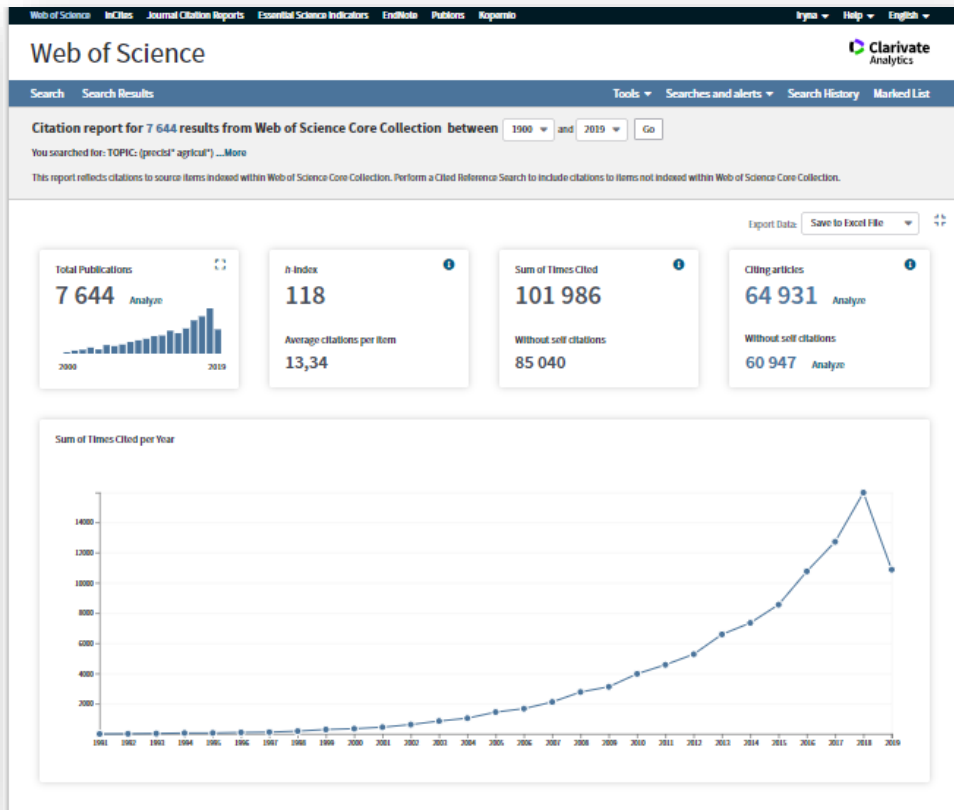 Web of Science InCites Journal Citation Reports Essential Science Indicators EndNote Publons Kopernio Iryna Help English
Web of Science
Clarivate
Analytics
Search Search Results Tools Searches and alerts Search History Marked List
Citation report for 7 644 results from Web of Science Core Collection between 1900 and 2019 Go
You searched for: TOPIC: (precisi* agricul*) ...More
This report reflects citations to source items indexed within Web of Science Core Collection. Perform a Cited Reference Search to include citations to items not indexed within Web of Science Core Collection.
Export Data: Save to Excel File
Total Publications
7 644 Analyze
2000 2019
h-index
118
Average citations per item
13,34
Sum of Times Cited
101 986
Without self citations
85 040
Citing articles
64 931 Analyze
Without self citations
60 947 Analyze
Sum of Times Cited per Year
14000
12000
10000
8000
6000
4000
2000
1991 1992 1993 1994 1995 1996 1997 1998 1999 2000 2001 2002 2003 2004 2005 2006 2007 2008 2009 2010 2011 2012 2013 2014 2015 2016 2017 2018 2019